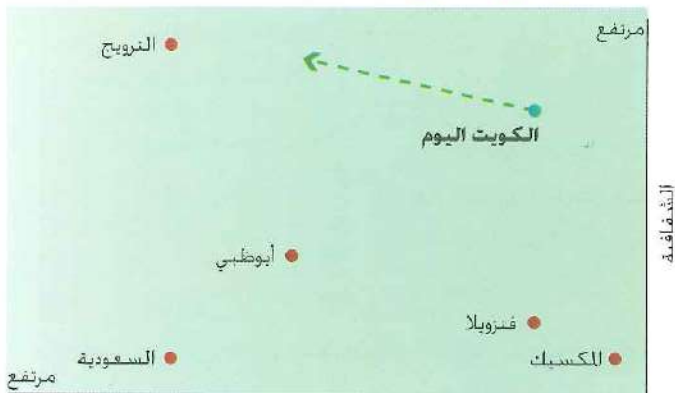 مرتفع
النرويج
الكويت اليوم
الشفافية
أبوظبي
فنزويلا
المكسيك
السعودية
مرتفع